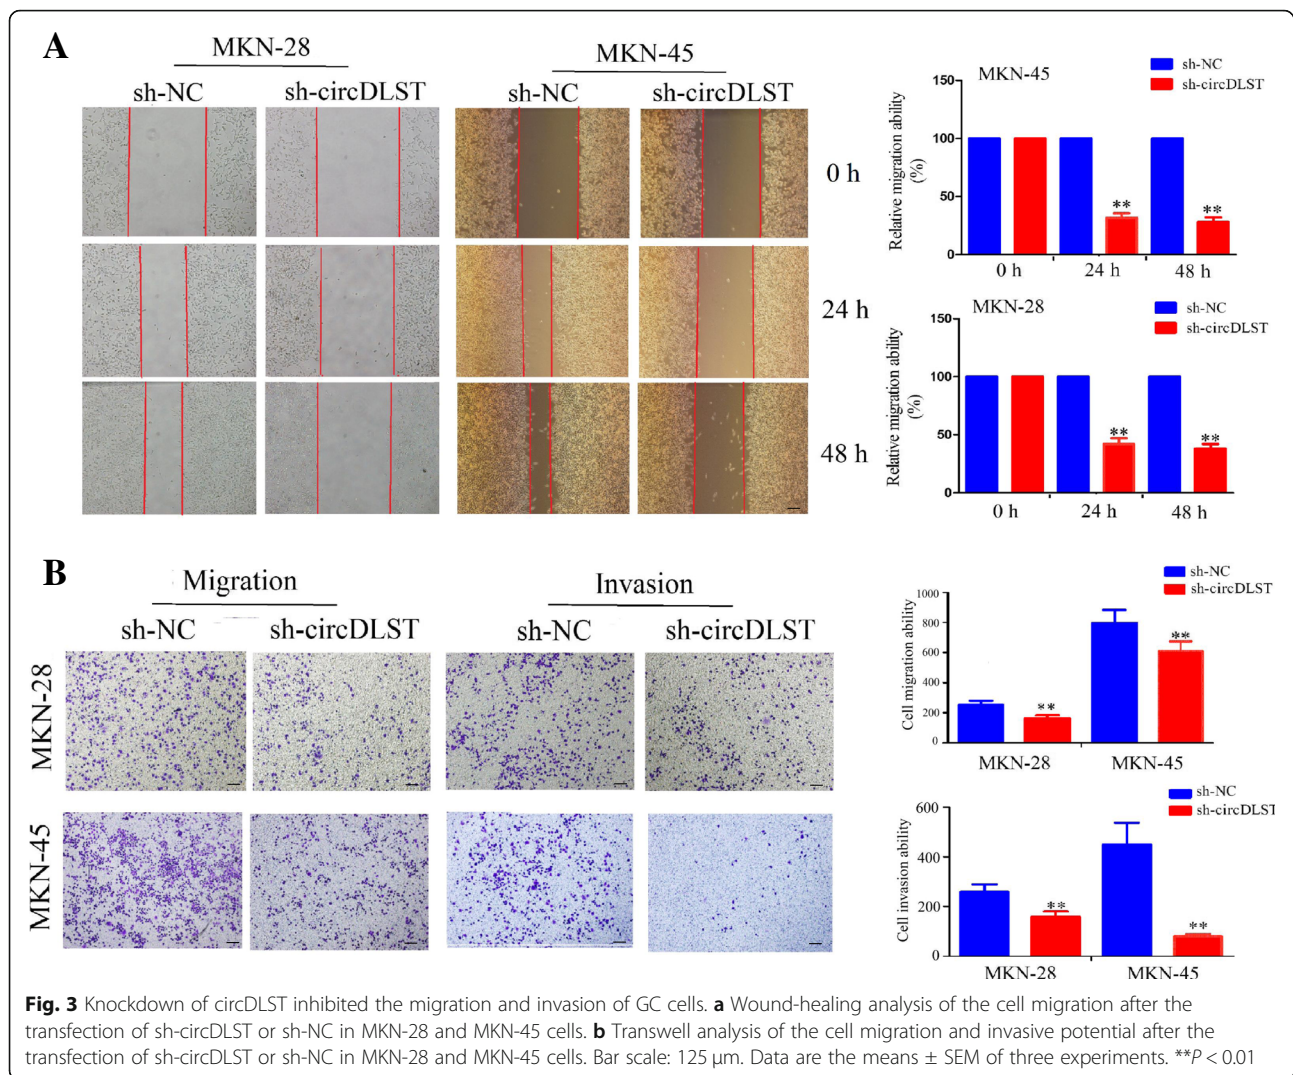 A
MKN-28
MKN-45
sh-NC
sh-circDLST
sh-NC
sh-circDLST
0 h
24 h
48 h
sh-NC
sh-circDLST
MKN-45
Relative migration ability
(%)
150
100
50
0
0 h
24 h
48 h
**
**
sh-NC
sh-circDLST
MKN-28
Relative migration ability
(%)
150
100
50
0
0 h
24 h
48 h
**
**
B
Migration
Invasion
sh-NC
sh-circDLST
sh-NC
sh-circDLST
MKN-28
MKN-45
sh-NC
sh-circDLST
Cell migration ability
1000
800
600
400
200
0
**
**
MKN-28
MKN-45
sh-NC
sh-circDLST
Cell invasion ability
600
400
200
0
**
**
MKN-28
MKN-45
Fig. 3 Knockdown of circDLST inhibited the migration and invasion of GC cells. a Wound-healing analysis of the cell migration after the
transfection of sh-circDLST or sh-NC in MKN-28 and MKN-45 cells. b Transwell analysis of the cell migration and invasive potential after the
transfection of sh-circDLST or sh-NC in MKN-28 and MKN-45 cells. Bar scale: 125 μm. Data are the means ± SEM of three experiments. **P < 0.01